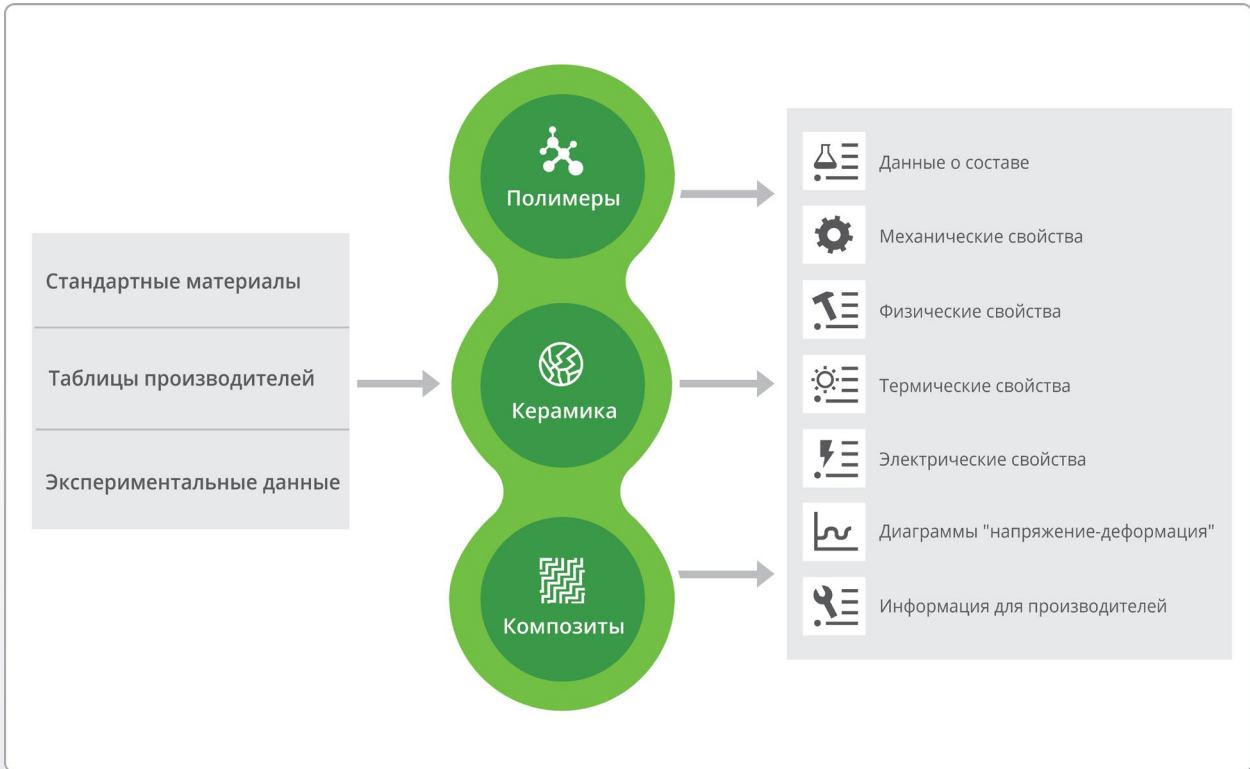 Стандартные материалы
Таблицы производителей
Экспериментальные данные
Полимеры
Керамика
Композиты
Данные о составе
Механические свойства
Физические свойства
Термические свойства
Электрические свойства
Диаграммы "напряжение-деформация"
Информация для производителей